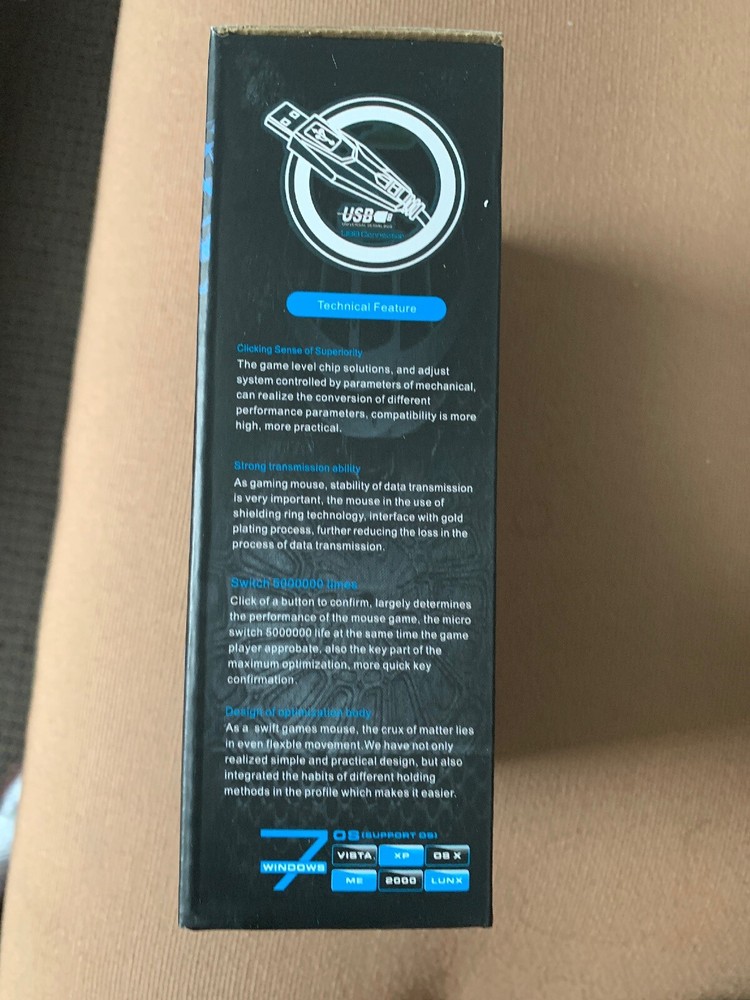 USB
UNIVERSAL SERIAL BUS
Technical Feature
Clicking Sense of Superiority
The game level chip solutions, and adjust
system controlled by parameters of mechanical,
can realize the conversion of different
performance parameters, compatibility is more
high, more practical.
Strong transmission ability
As gaming mouse, stability of data transmission
is very important, the mouse in the use of
shielding ring technology, interface with gold
plating process, further reducing the loss in the
process of data transmission.
Switch 5000000 times
Click of a button to confirm, largely determines
the performance of the mouse game, the micro
switch 5000000 life at the same time the game
player approbate, also the key part of the
maximum optimization, more quick key
confirmation.
Design of optimization body
As a swift games mouse, the crux of matter lies
in even flexble movement.We have not only
realized simple and practical design, but also
integrated the habits of different holding
methods in the profile which makes it easier.
7 OS (SUPPORT OS)
WINDOWS VISTA. XP OS X
ME 2000 LUNX